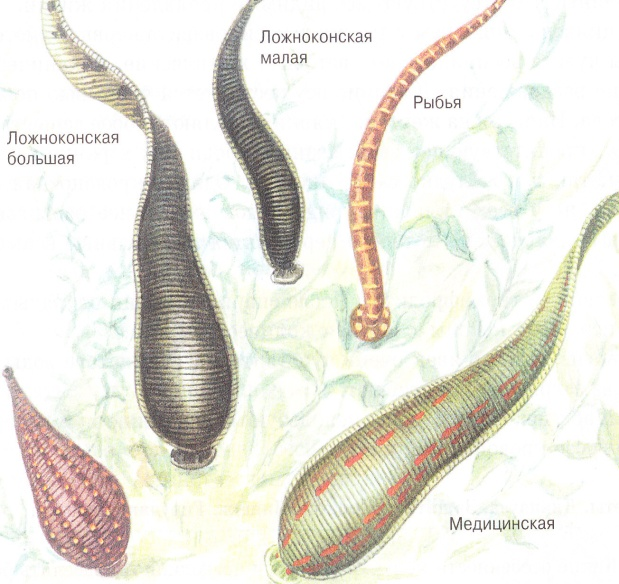 Ложноконская
малая
Рыбья
Ложноконская
большая
Медицинская